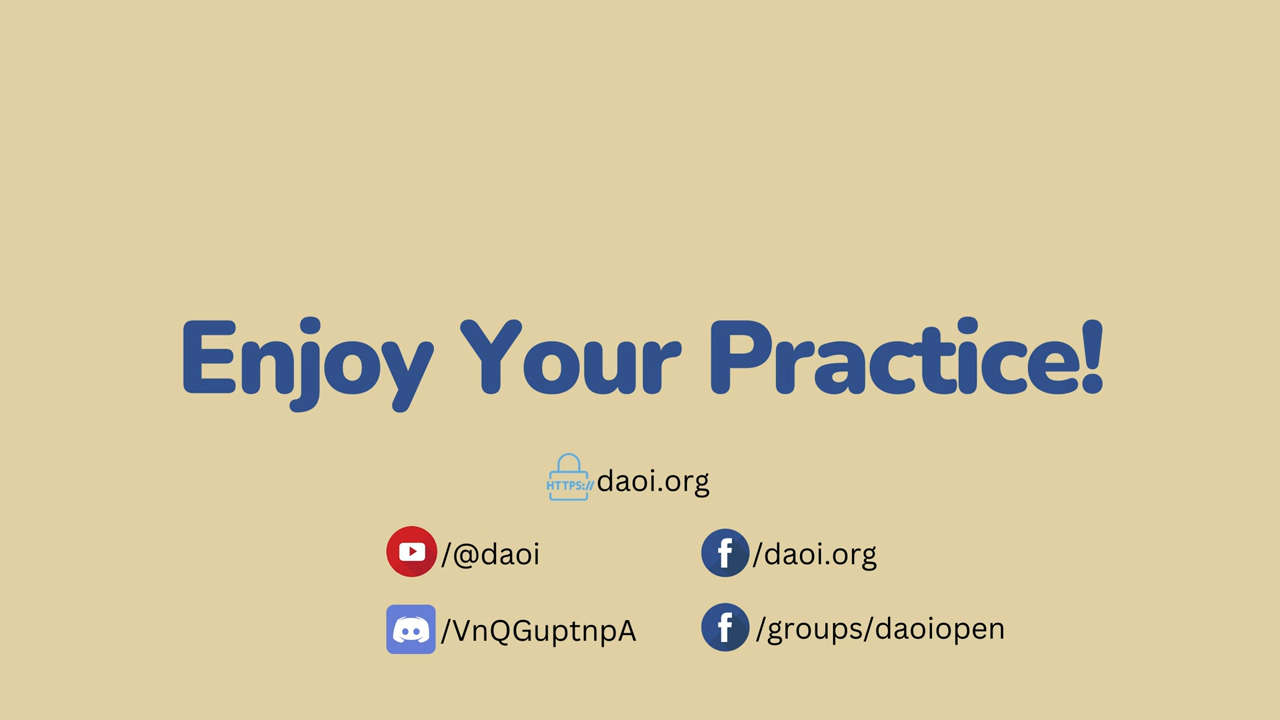 Enjoy Your Practice!
HTTPS:// daoi.org
/@daoi
/daoi.org
/VnQGuptnpA
/groups/daoiopen